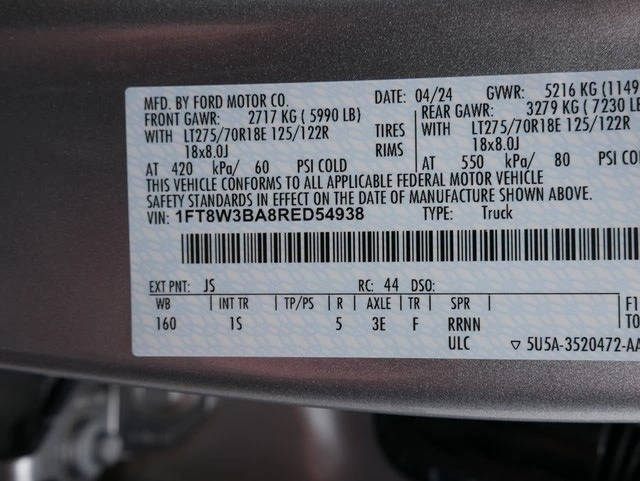 MFD. BY FORD MOTOR CO.
DATE: 04/24 GVWR: 5216 KG (1149
FRONT GAWR: 2717 KG ( 5990 LB)
REAR GAWR: 3279 KG ( 7230 LB
WITH LT275/70R18E 125/122R TIRES WITH LT275/70R18E 125/122R
18x8.0J RIMS 18x8.0J
AT 420 kPa/ 60 PSI COLD AT 550 kPa/ 80 PSI CO
THIS VEHICLE CONFORMS TO ALL APPLICABLE FEDERAL MOTOR VEHICLE
SAFETY STANDARDS IN EFFECT ON THE DATE OF MANUFACTURE SHOWN ABOVE.
VIN: 1FT8W3BA8RED54938 TYPE: Truck
EXT PNT: JS RC: 44 DSO:
WB INT TR TP/PS R AXLE TR SPR F1
160 1S 5 3E F RRNN TO
ULC ▽ 5U5A-3520472-AA